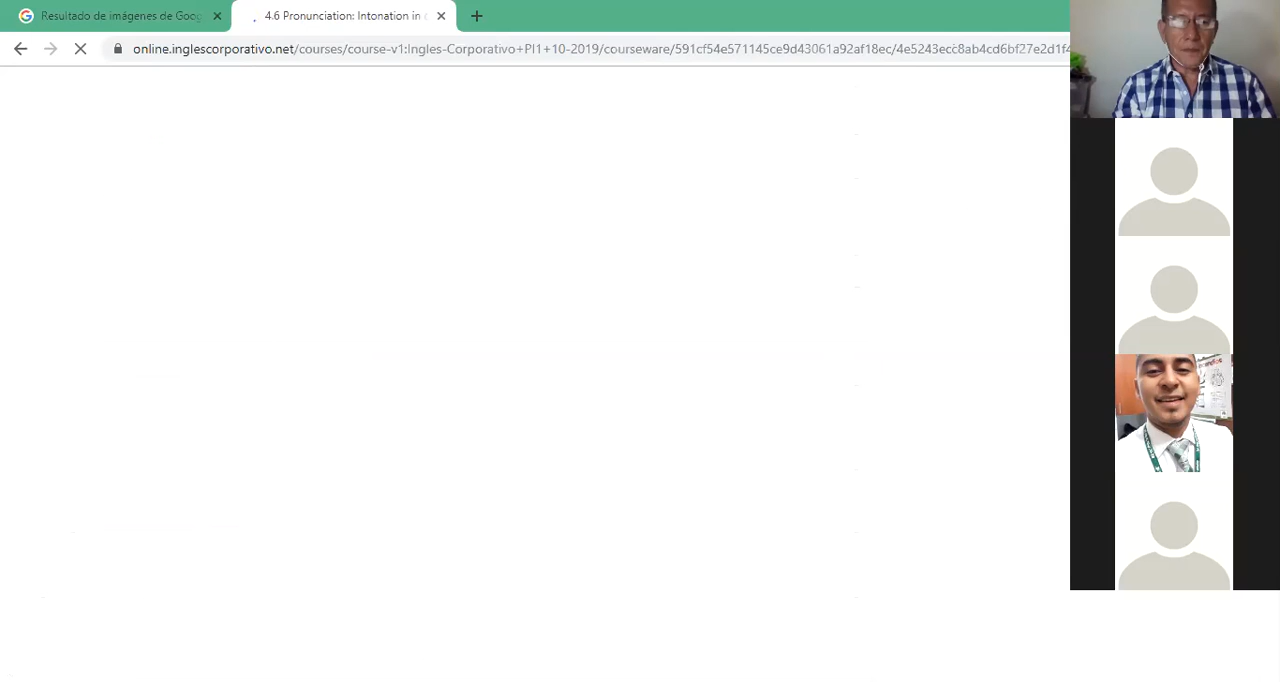 Resultado de imágenes de Goog
4.6 Pronunciation: Intonation in
online.inglescorporativo.net/courses/course-v1:Ingles-Corporativo+PI1+10-2019/courseware/591cf54e571145ce9d43061a92af18ec/4e5243ecc8ab4cd6bf27e2d1f4